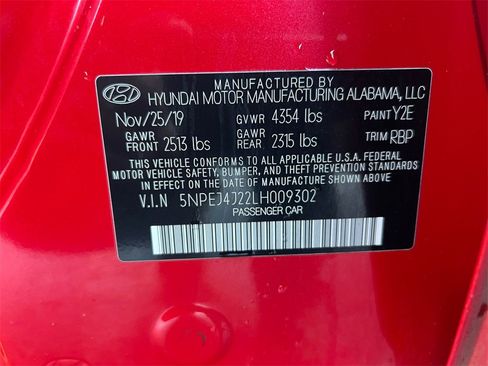 MANUFACTURED BY
HYUNDAI MOTOR MANUFACTURING ALABAMA, LLC
Nov/25/19 GVWR 4354 lbs PAINT Y2E
GAWR FRONT 2513 lbs GAWR REAR 2315 lbs TRIM RBP
THIS VEHICLE CONFORMS TO ALL APPLICABLE U.S.A. FEDERAL
MOTOR VEHICLE SAFETY, BUMPER, AND THEFT PREVENTION STANDARDS
IN EFFECT ON THE DATE OF MANUFACTURE SHOWN ABOVE.
V.I.N 5NPEJ4J22LH009302
PASSENGER CAR